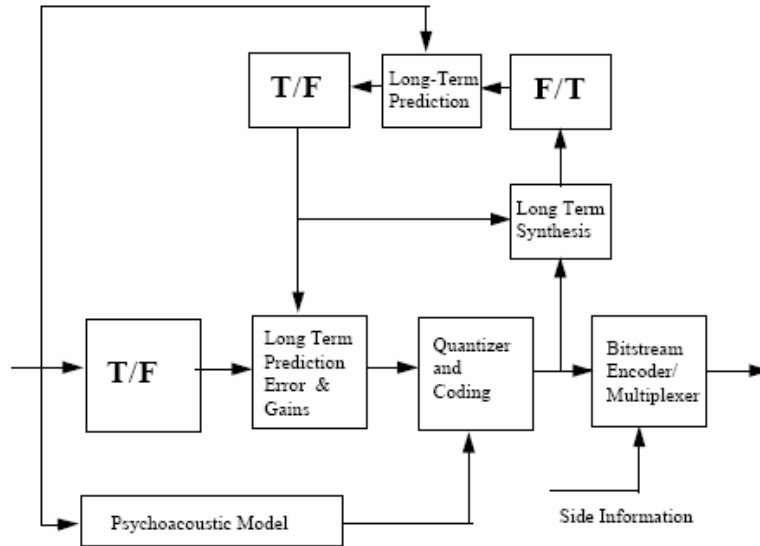 T/F
Long-Term
Prediction
F/T
Long Term
Synthesis
T/F
Long Term
Prediction
Error &
Gains
Quantizer
and
Coding
Bitstream
Encoder/
Multiplexer
Psychoacoustic Model
Side Information